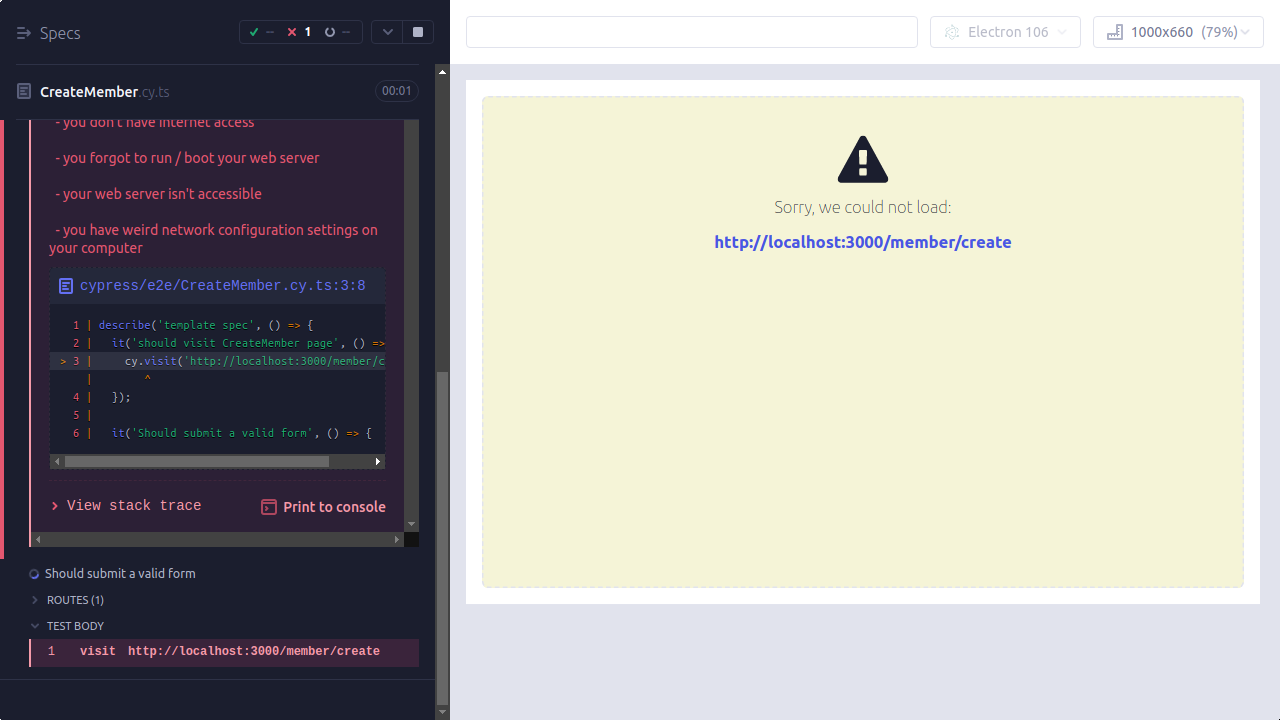 Specs
-- 1 --
CreateMember.cy.ts 00:01
- you don't have internet access
- you forgot to run / boot your web server
- your web server isn't accessible
- you have weird network configuration settings on
your computer
cypress/e2e/CreateMember.cy.ts:3:8
1 | describe('template spec', () => {
2 | it('should visit CreateMember page', () =>
> 3 | cy.visit('http://localhost:3000/member/c
| ^
4 | });
5 |
6 | it('Should submit a valid form', () => {
View stack trace
Print to console
Should submit a valid form
ROUTES (1)
TEST BODY
1 visit http://localhost:3000/member/create
Electron 106
1000x660 (79%)
Sorry, we could not load:
http://localhost:3000/member/create